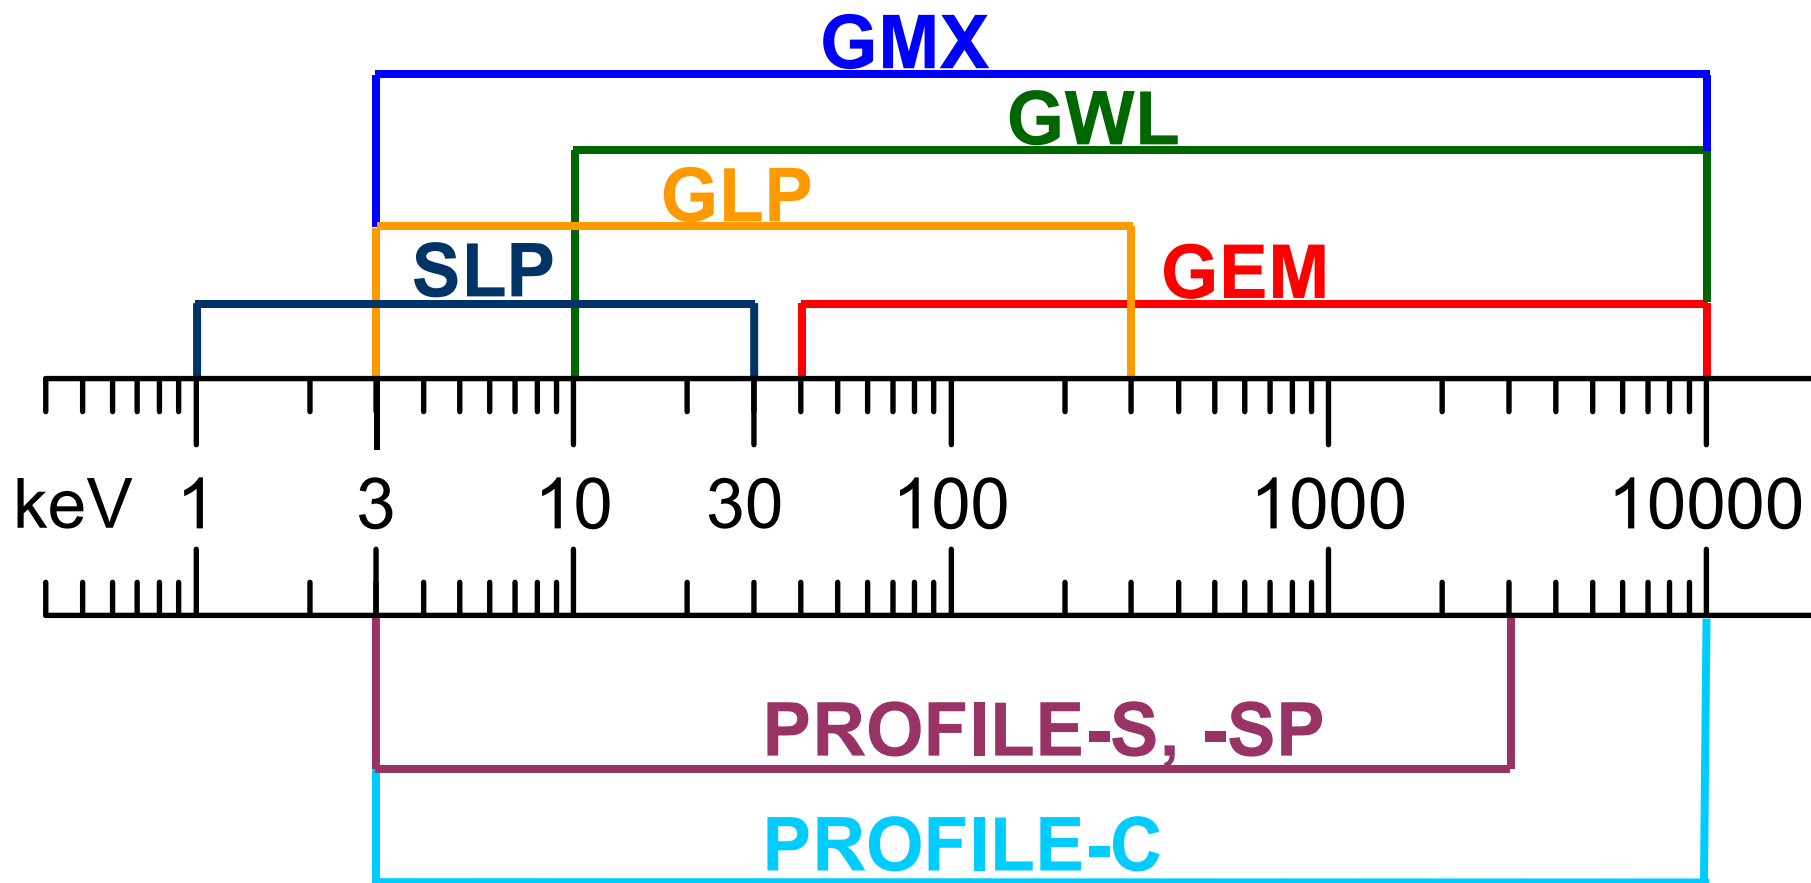 GMX
GWL
GLP
SLP
GEM
keV 1 3 10 30 100 1000 10000
PROFILE-S, -SP
PROFILE-C